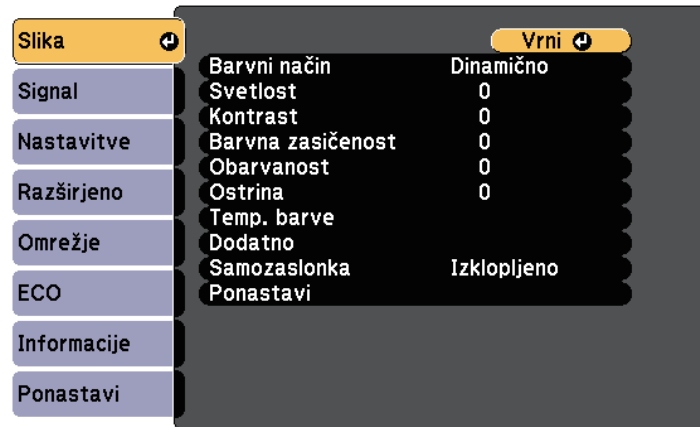 Slika
Signal
Nastavitve
Razširjeno
Omrežje
ECO
Informacije
Ponastavi
Vrni
Barvni način Dinamično
Svetlost 0
Kontrast 0
Barvna zasičenost 0
Obarvanost 0
Ostrina 0
Temp. barve
Dodatno
Samozaslonka Izklopljeno
Ponastavi